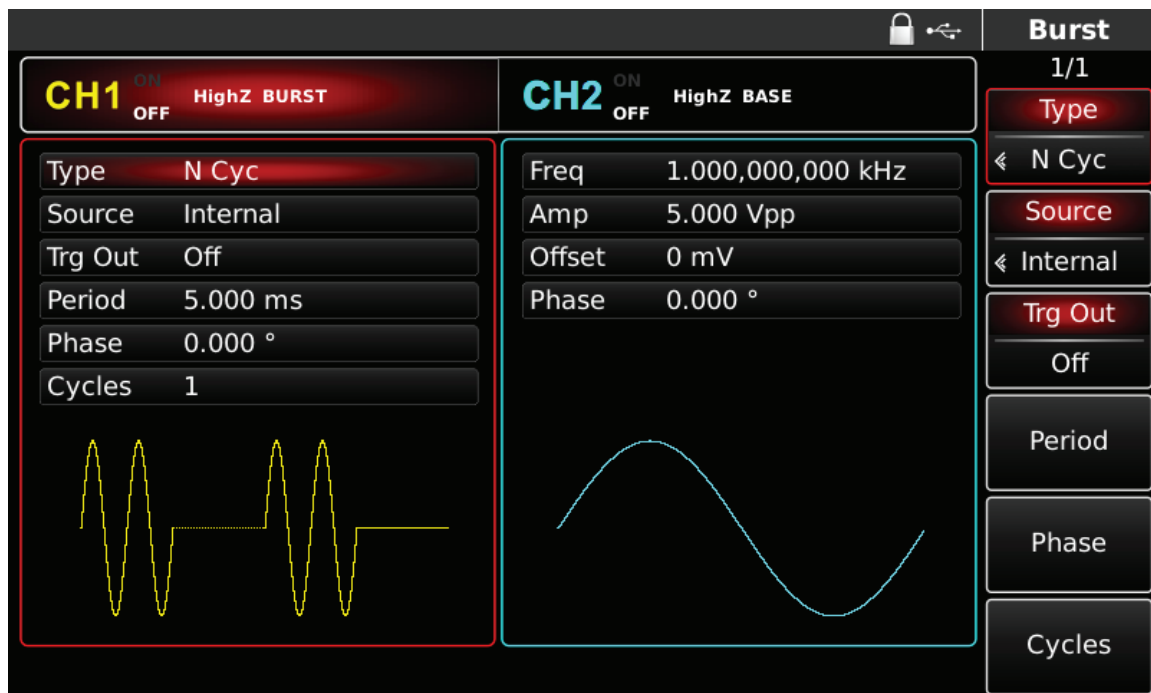 Burst
1/1
CH1 ON OFF HighZ BURST
CH2 ON OFF HighZ BASE
Type N Cyc
Source Internal
Trg Out Off
Period 5.000 ms
Phase 0.000 °
Cycles 1
Freq 1.000,000,000 kHz
Amp 5.000 Vpp
Offset 0 mV
Phase 0.000 °
Type
N Cyc
Source
Internal
Trg Out
Off
Period
Phase
Cycles